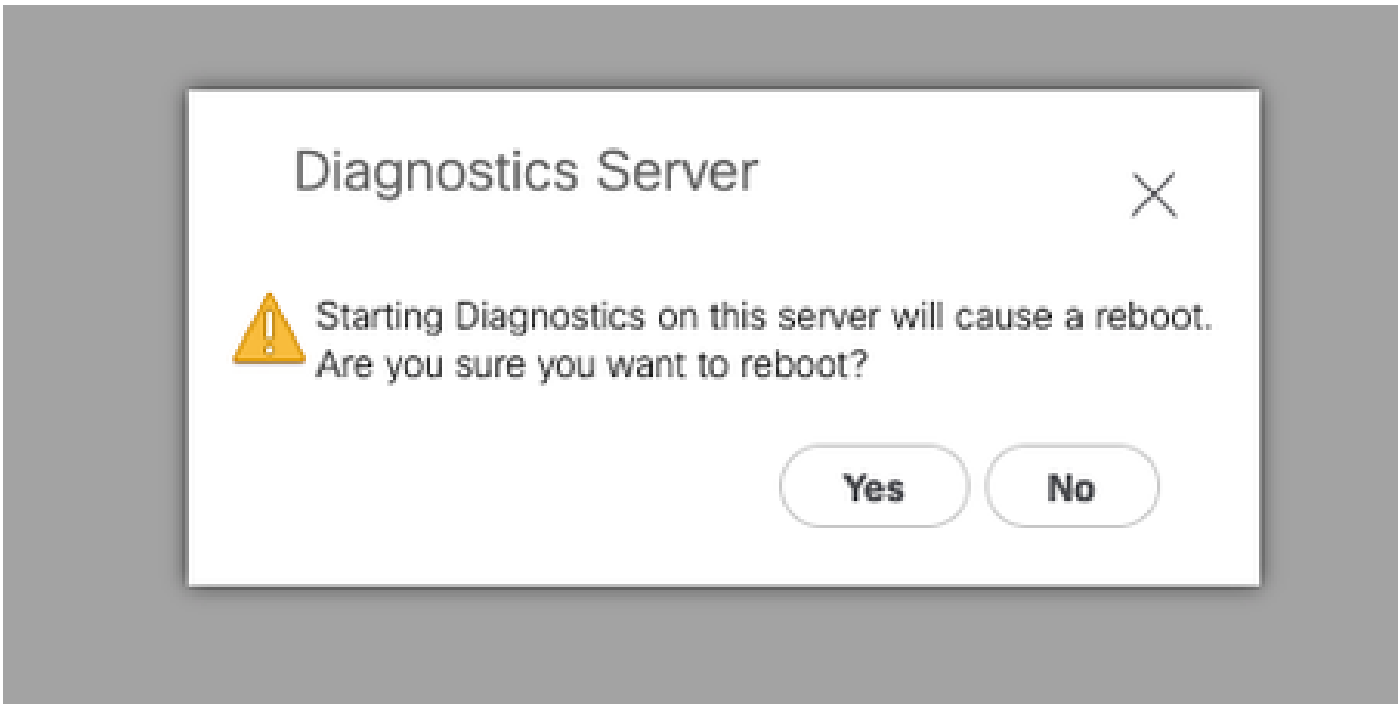 Diagnostics Server
Starting Diagnostics on this server will cause a reboot.
Are you sure you want to reboot?
Yes No